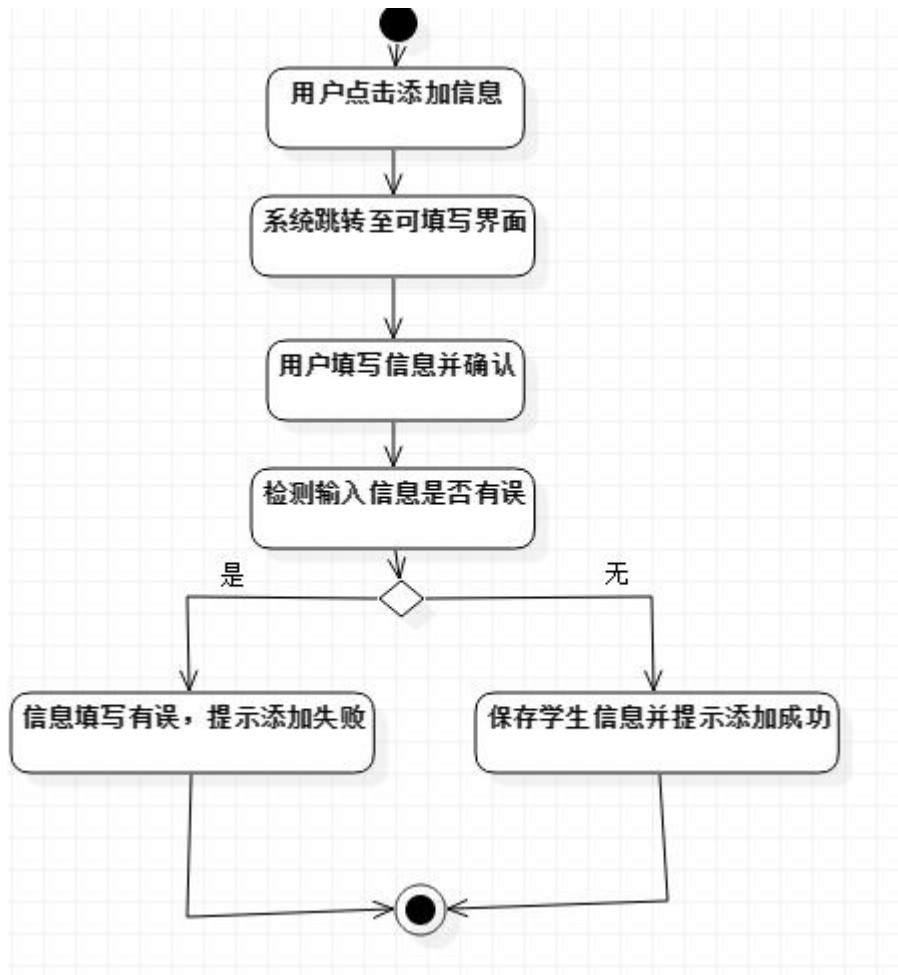 用户点击添加信息
系统跳转至可填写界面
用户填写信息并确认
检测输入信息是否有误
是
无
信息填写有误，提示添加失败
保存学生信息并提示添加成功